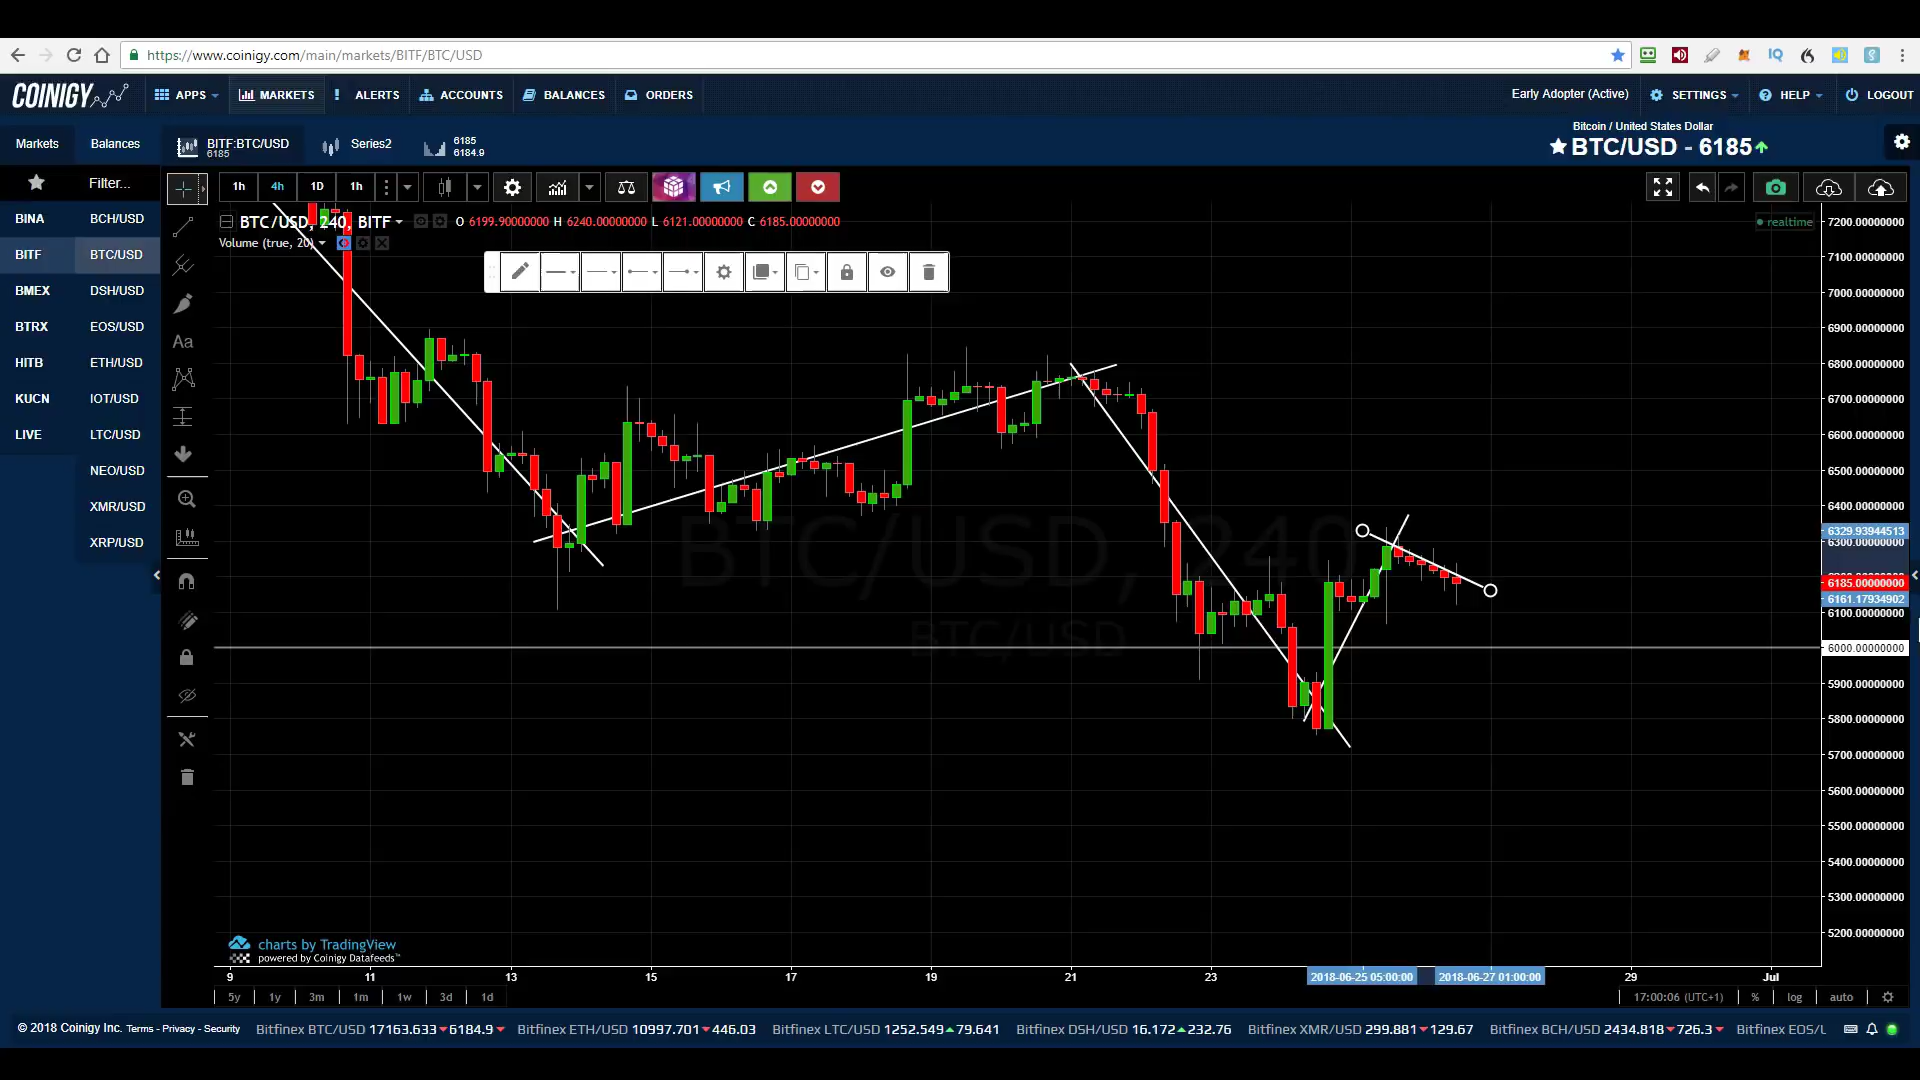 https://www.coinigy.com/main/markets/BITF/BTC/USD
COINIGY APPS MARKETS ALERTS ACCOUNTS BALANCES ORDERS Early Adopter (Active) SETTINGS HELP LOGOUT
Bitcoin / United States Dollar
BTC/USD - 6185
Markets Balances BITF:BTC/USD 6185 Series2 6185 6184.9
Filter... 1h 4h 1D 1h
BTC/USD, 240, BITF O 6199.90000000 H 6240.00000000 L 6121.00000000 C 6185.00000000 realtime
Volume (true, 20)
BINA BCH/USD
BITF BTC/USD
BMEX DSH/USD
BTRX EOS/USD
HITB ETH/USD
KUCN IOT/USD
LIVE LTC/USD
NEO/USD
XMR/USD
XRP/USD
Aa
BTC/USD, 240
BTC/USD
7200.00000000
7100.00000000
7000.00000000
6900.00000000
6800.00000000
6700.00000000
6600.00000000
6500.00000000
6400.00000000
6329.93944513
6300.00000000
6185.00000000
6161.17934902
6100.00000000
6000.00000000
5900.00000000
5800.00000000
5700.00000000
5600.00000000
5500.00000000
5400.00000000
5300.00000000
5200.00000000
charts by TradingView
powered by Coinigy Datafeeds™
9 11 13 15 17 19 21 23 2018-06-25 05:00:00 2018-06-27 01:00:00 29 Jul
5y 1y 3m 1m 1w 3d 1d 17:00:06 (UTC+1) % log auto
© 2018 Coinigy Inc. Terms - Privacy - Security Bitfinex BTC/USD 17163.633 6184.9 Bitfinex ETH/USD 10997.701 446.03 Bitfinex LTC/USD 1252.549 79.641 Bitfinex DSH/USD 16.172 232.76 Bitfinex XMR/USD 299.881 129.67 Bitfinex BCH/USD 2434.818 726.3 Bitfinex EOS/